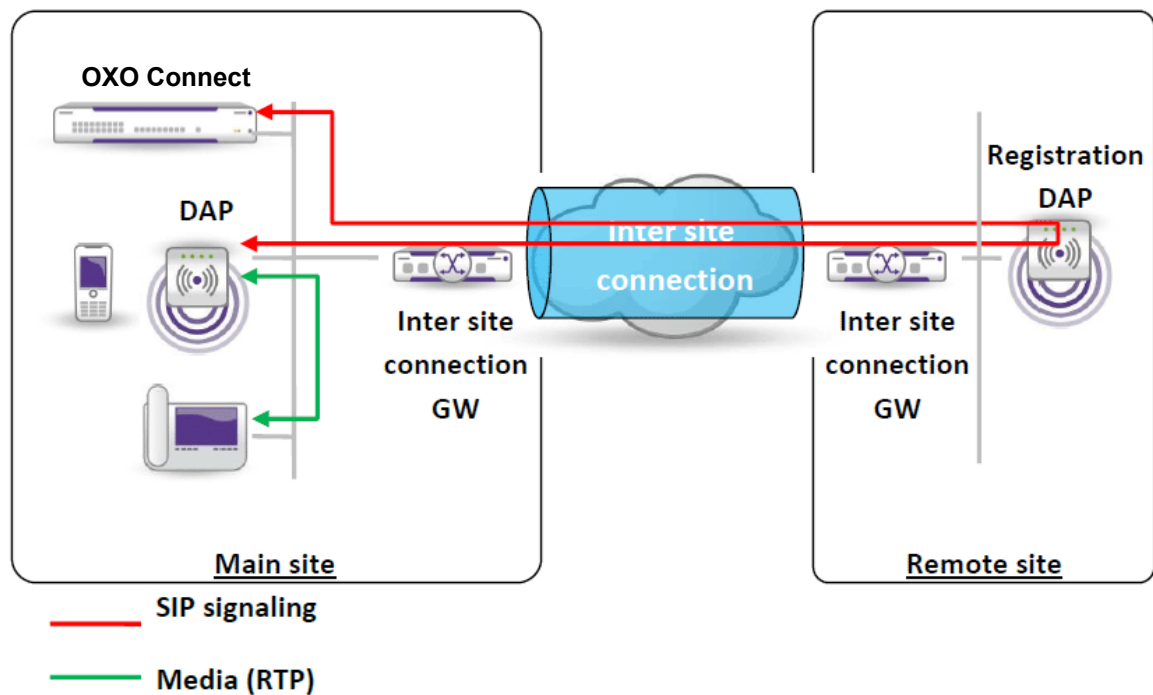 OXO Connect
DAP
Inter site
connection
GW
Main site
Inter site
connection
Registration
DAP
Inter site
connection
GW
Remote site
SIP signaling
Media (RTP)